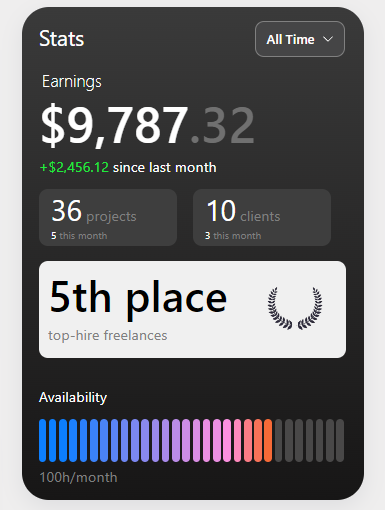 Stats
All Time
Earnings
$9,787.32
+$2,456.12 since last month
36 projects
5 this month
10 clients
3 this month
5th place
top-hire freelances
Availability
100h/month